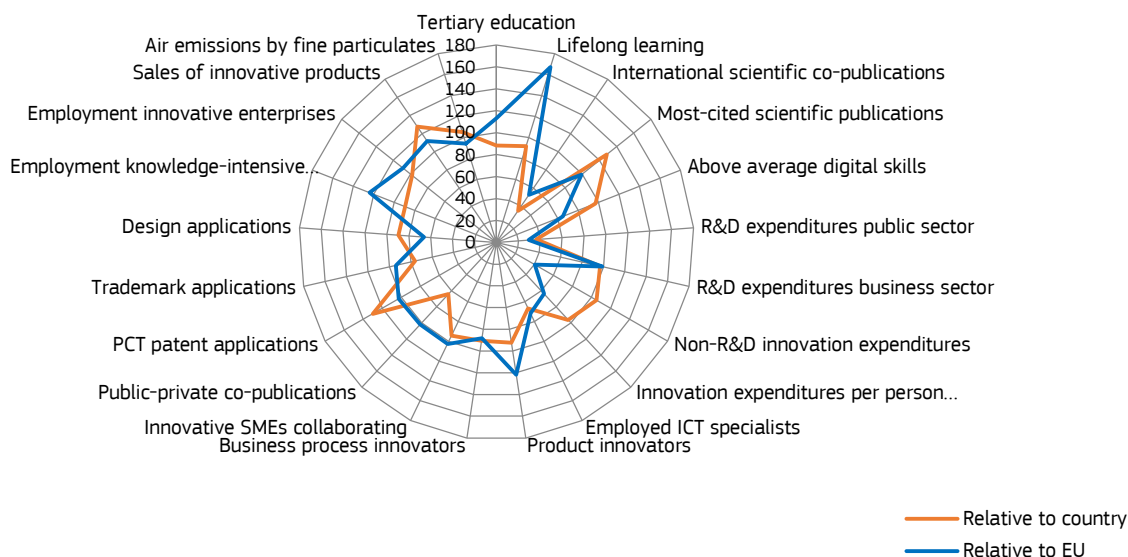 Tertiary education
Lifelong learning
International scientific co-publications
Most-cited scientific publications
Above average digital skills
R&D expenditures public sector
R&D expenditures business sector
Non-R&D innovation expenditures
Innovation expenditures per person...
Employed ICT specialists
Product innovators
Business process innovators
Innovative SMEs collaborating
Public-private co-publications
PCT patent applications
Trademark applications
Design applications
Employment knowledge-intensive...
Employment innovative enterprises
Sales of innovative products
Air emissions by fine particulates
180
160
140
120
100
80
60
40
20
0
Relative to country
Relative to EU